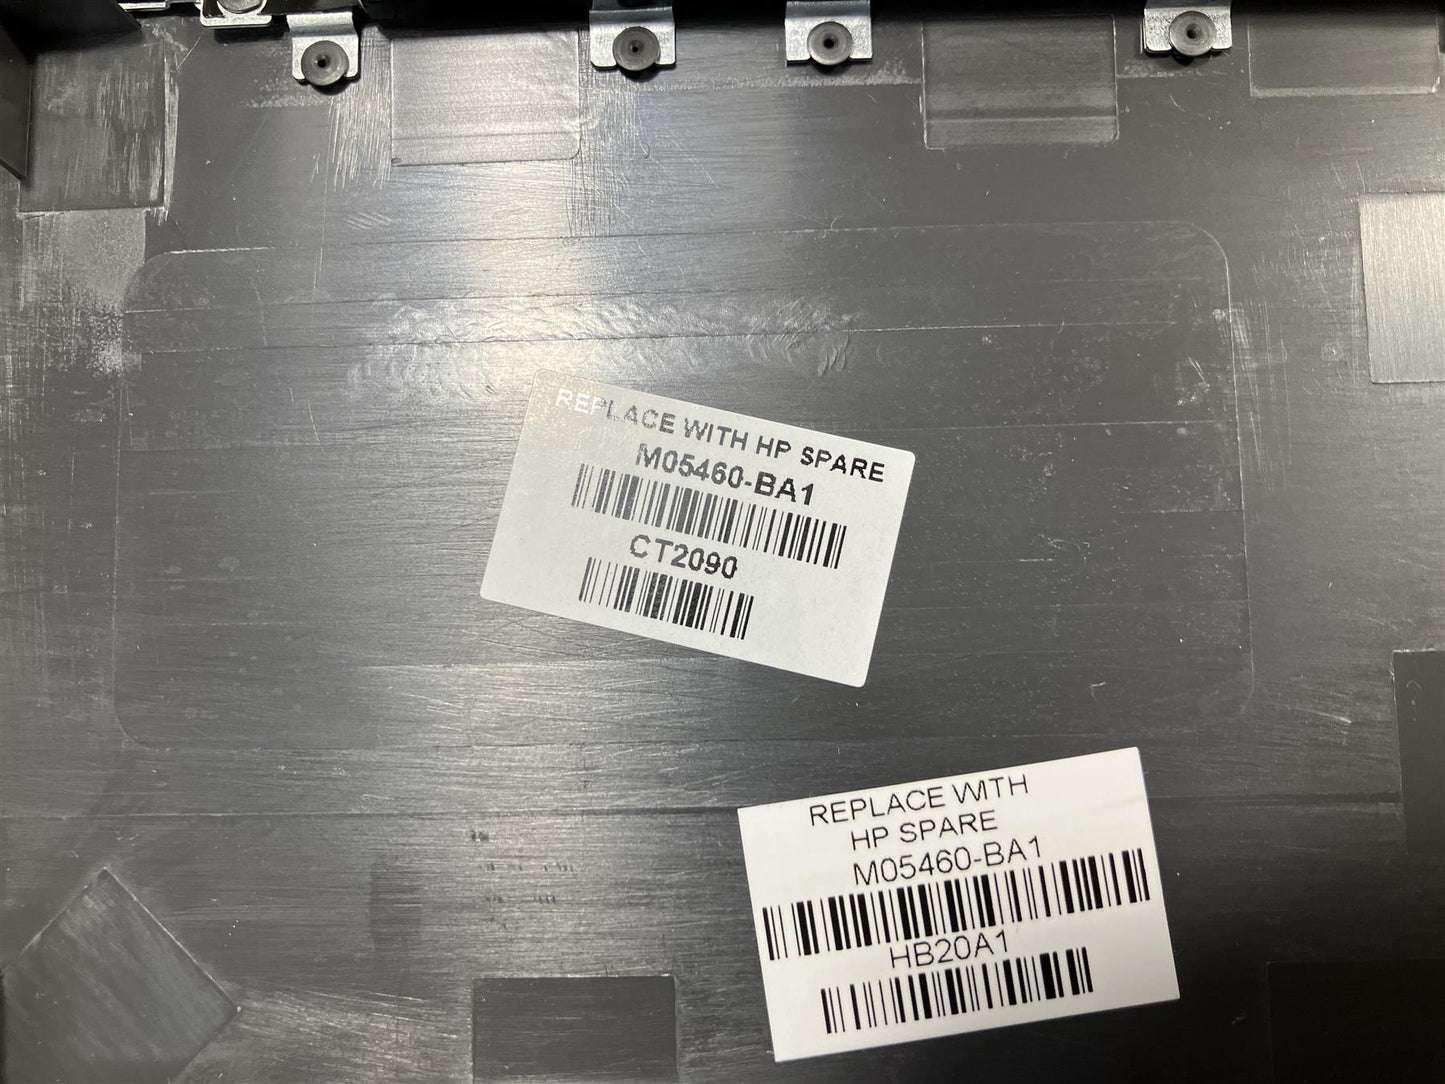 REPLACE WITH HP SPARE
M05460-BA1
CT2090
REPLACE WITH
HP SPARE
M05460-BA1
HB20A1